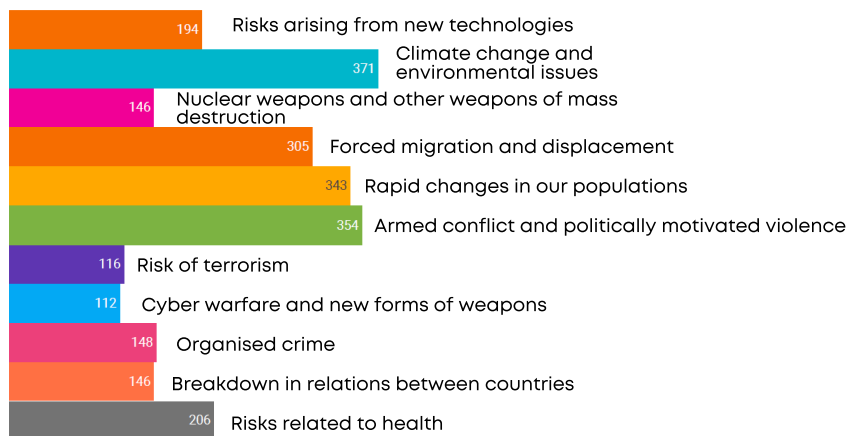 194 Risks arising from new technologies
371 Climate change and
environmental issues
146 Nuclear weapons and other weapons of mass
destruction
305 Forced migration and displacement
343 Rapid changes in our populations
354 Armed conflict and politically motivated violence
116 Risk of terrorism
112 Cyber warfare and new forms of weapons
148 Organised crime
146 Breakdown in relations between countries
206 Risks related to health